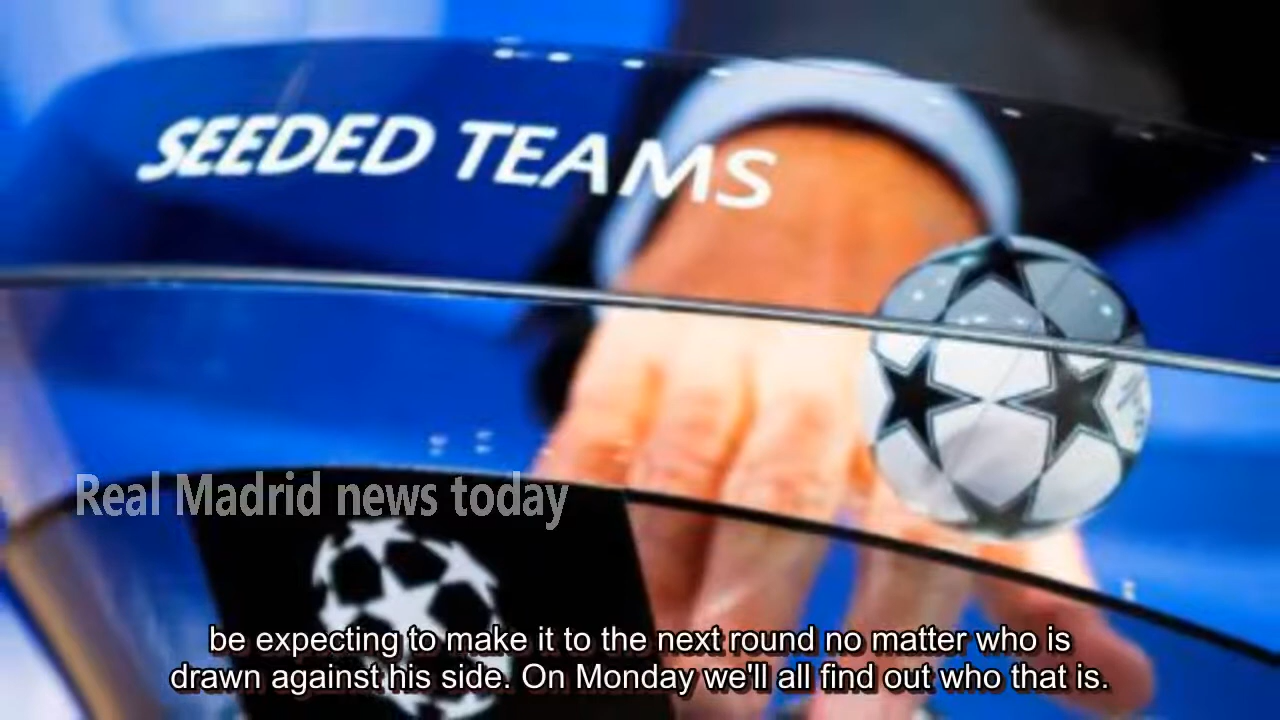 SEEDED TEAMS
Real Madrid news today
be expecting to make it to the next round no matter who is
drawn against his side. On Monday we'll all find out who that is.